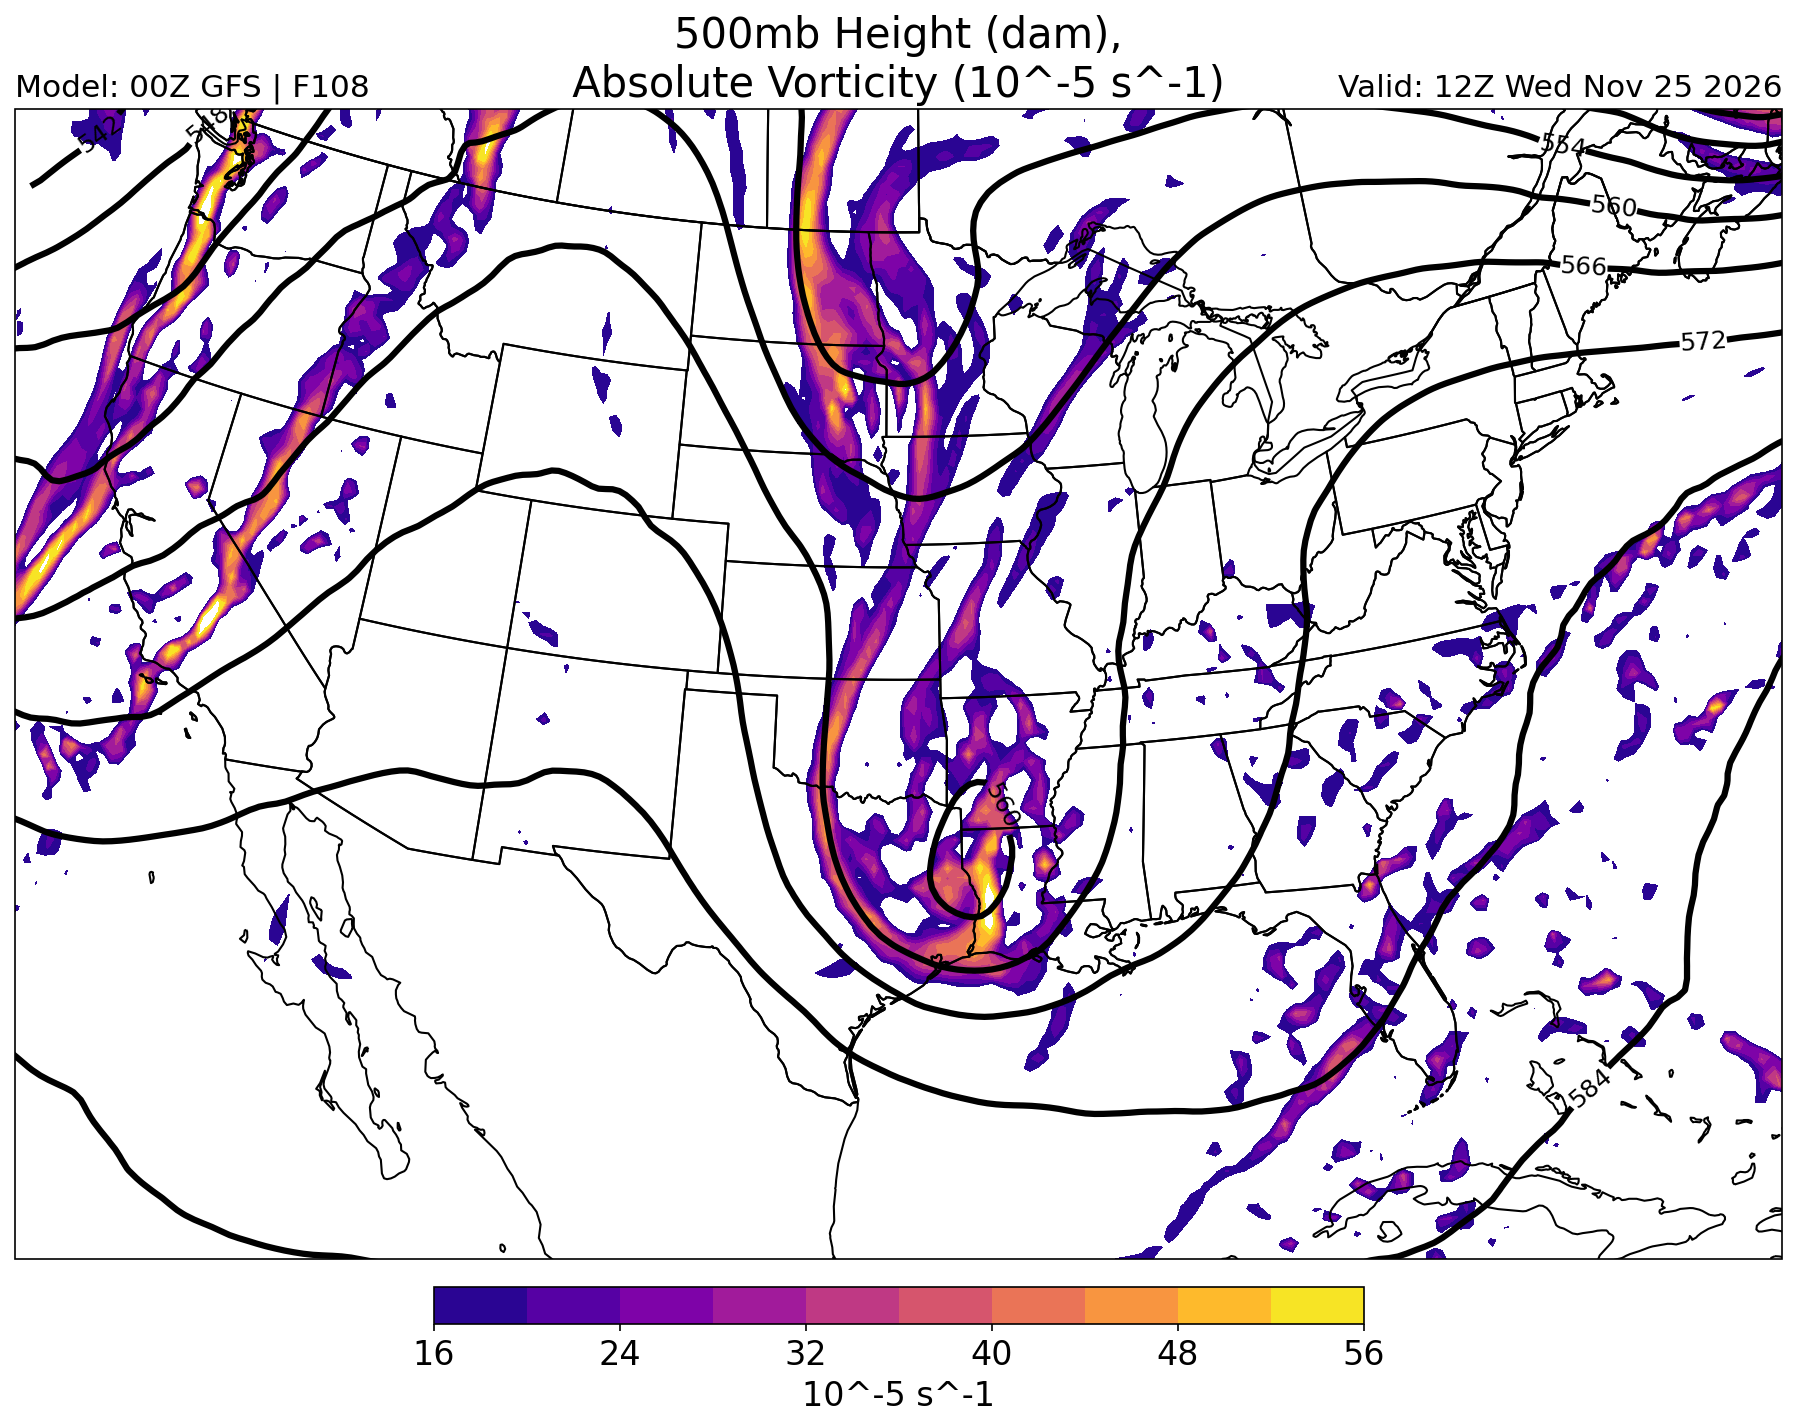 500mb Height (dam),
Absolute Vorticity (10^-5 s^-1)
Model: 00Z GFS | F108
Valid: 12Z Wed Nov 25 2026
542
548
554
560
566
572
560
584
16 24 32 40 48 56
10^-5 s^-1